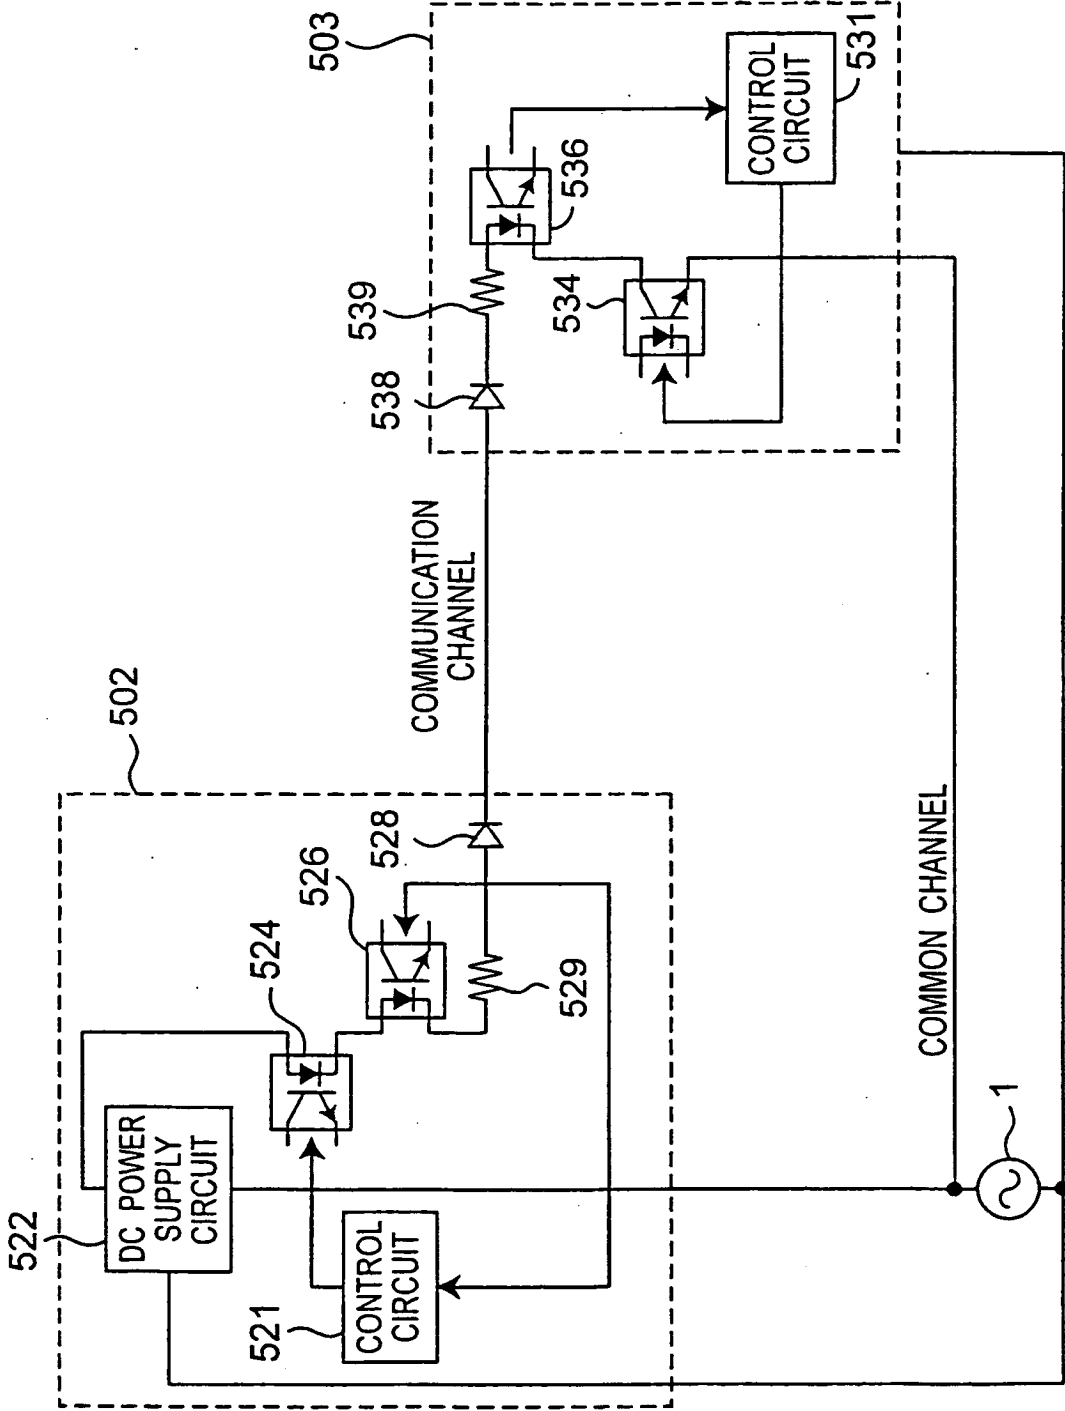 503
CONTROL
CIRCUIT
531
536
539
534
538
COMMUNICATION
CHANNEL
502
528
526
524
529
522
DC POWER
SUPPLY
CIRCUIT
521
CONTROL
CIRCUIT
COMMON CHANNEL
1